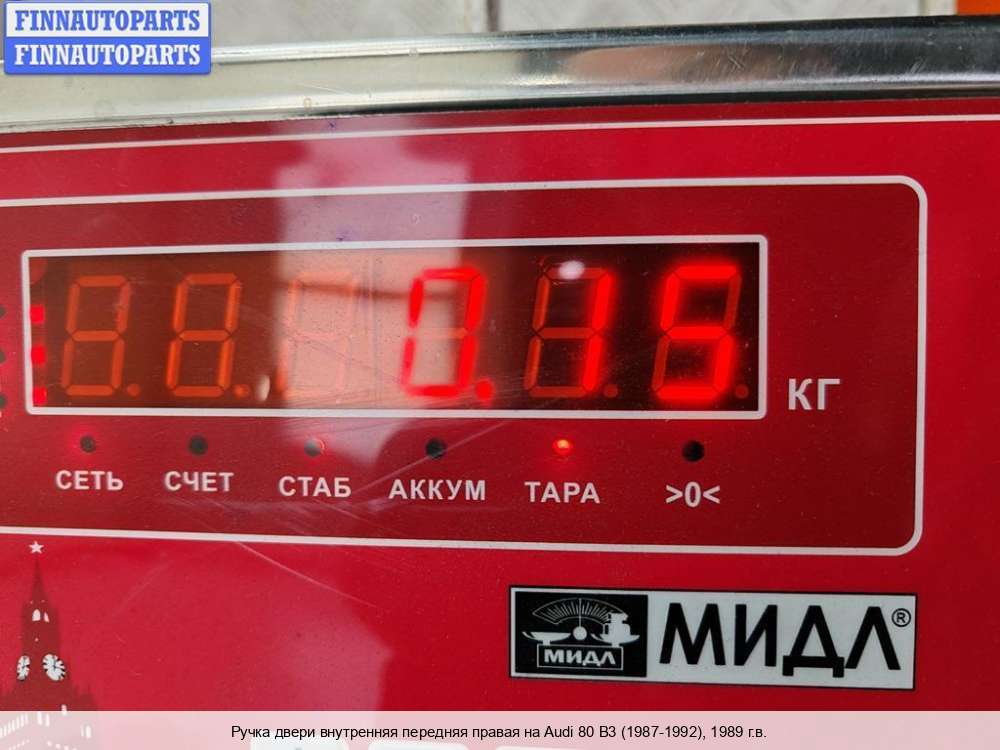 FINNAUTOPARTS
FINNAUTOPARTS
0.15
КГ
СЕТЬ СЧЕТ СТАБ АККУМ ТАРА >0<
МИДЛ МИДЛ®
Ручка двери внутренняя передняя правая на Audi 80 B3 (1987-1992), 1989 г.в.